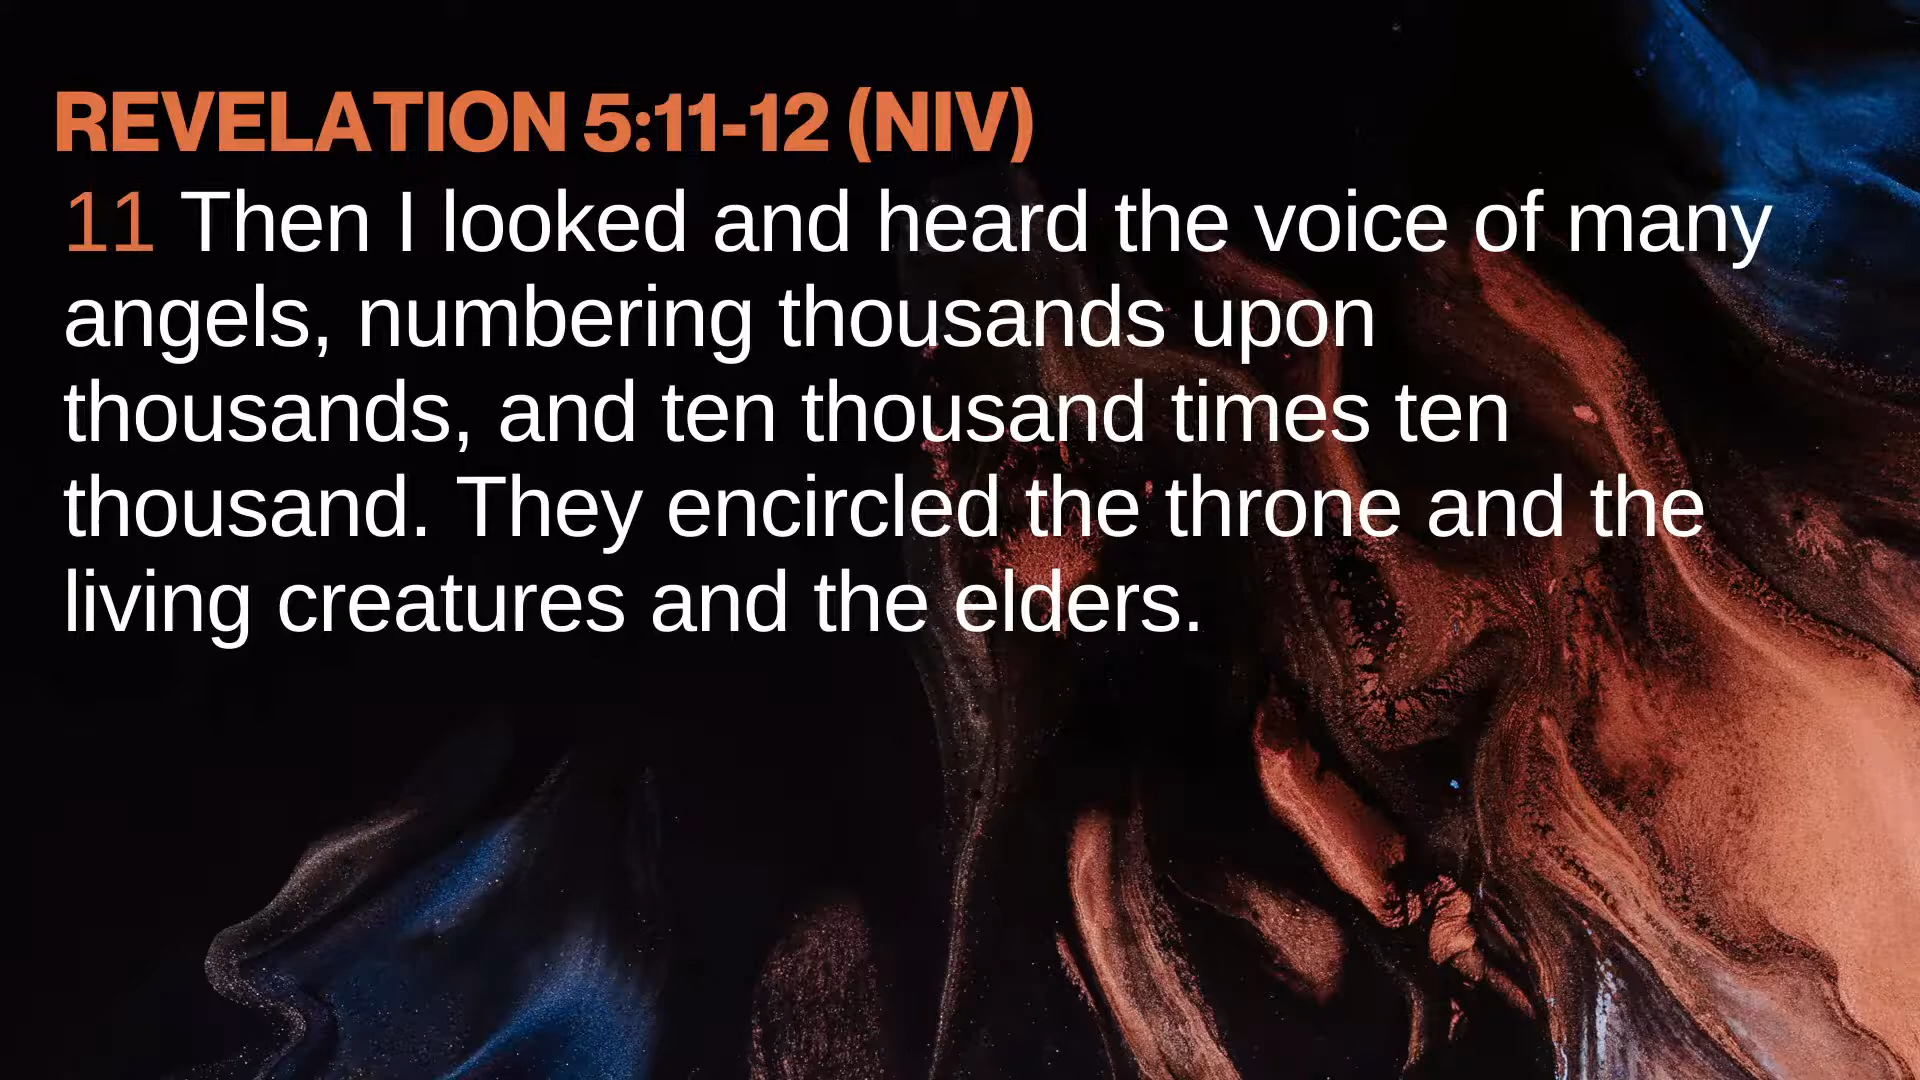 REVELATION 5:11-12 (NIV)
11 Then I looked and heard the voice of many
angels, numbering thousands upon
thousands, and ten thousand times ten
thousand. They encircled the throne and the
living creatures and the elders.